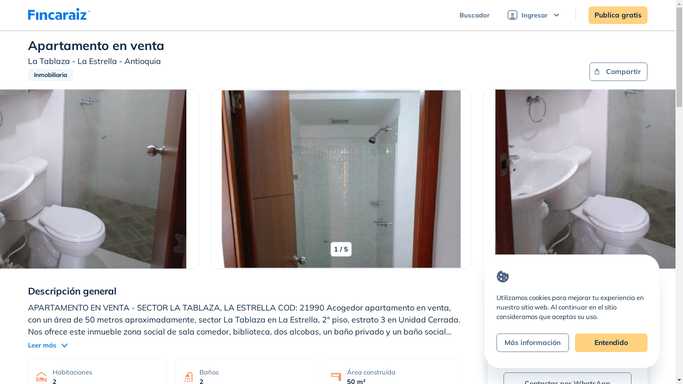 Fincaraiz
Buscador
Ingresar
Publica gratis
Apartamento en venta
La Tablaza - La Estrella - Antioquia
Inmobiliaria
Compartir
1 / 5
Descripción general
APARTAMENTO EN VENTA - SECTOR LA TABLAZA, LA ESTRELLA COD: 21990 Acogedor apartamento en venta,
con un área de 50 metros aproximadamente, sector La Tablaza en La Estrella, 2° piso, estrato 3 en Unidad Cerrada.
Nos ofrece este inmueble zona social de sala comedor, biblioteca, dos alcobas, un baño privado y un baño social...
Leer más
Habitaciones
2
Baños
2
Área construida
50 m²
Utilizamos cookies para mejorar tu experiencia en
nuestro sitio web. Al continuar en el sitio
consideramos que aceptas su uso.
Más información
Entendido
Contactar por WhatsApp